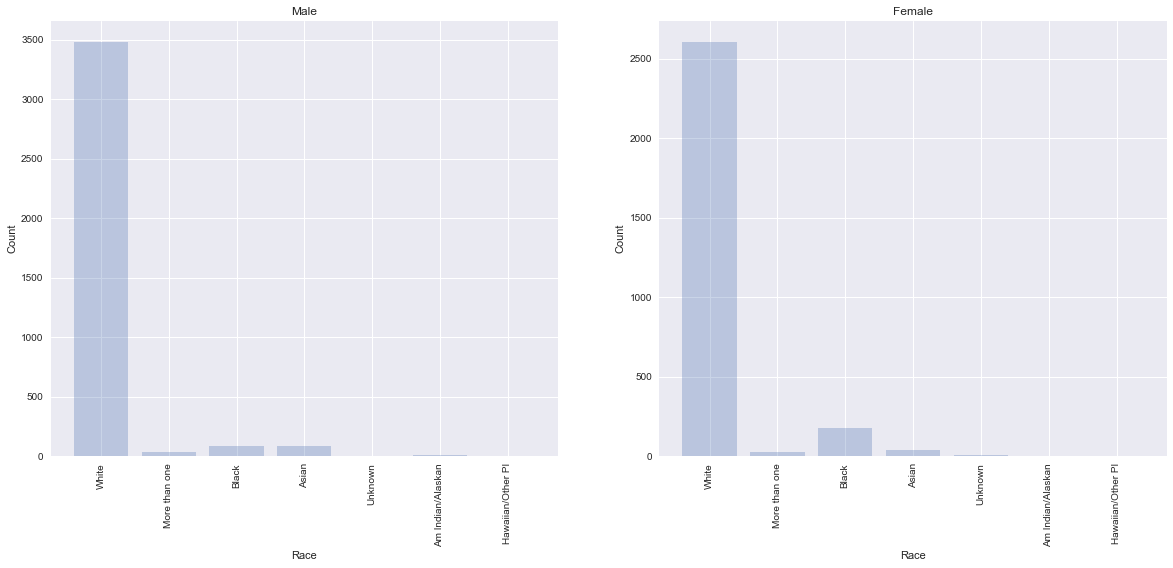 Male
Count
3500
3000
2500
2000
1500
1000
500
0
White
More than one
Black
Asian
Unknown
Am Indian/Alaskan
Hawaiian/Other PI
Race
Female
Count
2500
2000
1500
1000
500
0
White
More than one
Black
Asian
Unknown
Am Indian/Alaskan
Hawaiian/Other PI
Race